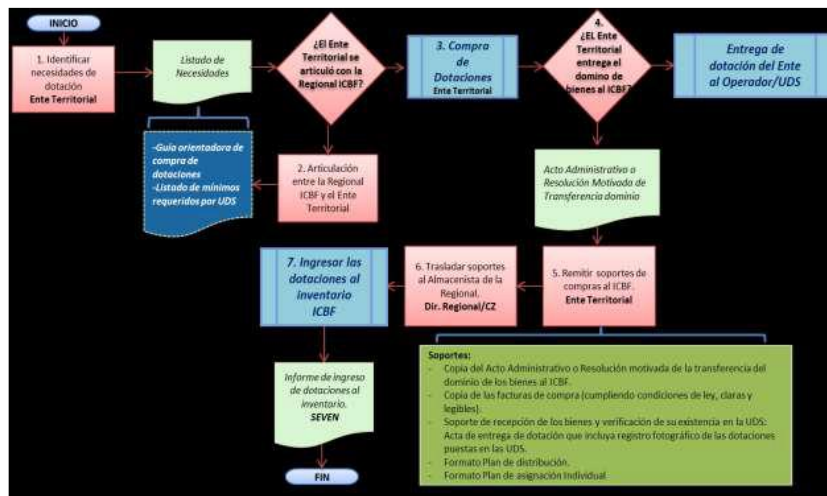 INICIO
1. Identificar
necesidades de
dotación
Ente Territorial
Listado de
Necesidades
¿El Ente
Territorial se
articuló con la
Regional ICBF?
3. Compra
de
Dotaciones
Ente Territorial
4.
¿EL Ente
Territorial
entrega el
domino de
bienes al ICBF?
Entrega de
dotación del Ente
al Operador/UDS
-Guía orientadora de
compra de
dotaciones
-Listado de mínimos
requeridos por UDS
2. Articulación
entre la Regional
ICBF y el Ente
Territorial
Acto Administrativo o
Resolución Motivada de
Transferencia dominio
7. Ingresar las
dotaciones al
inventario
ICBF
6. Trasladar soportes
al Almacenista de la
Regional.
Dir. Regional/CZ
5. Remitir soportes de
compras al ICBF.
Ente Territorial
Informe de ingreso
de dotaciones al
inventario.
SEVEN
FIN
Soportes:
- Copia del Acto Administrativo o Resolución motivada de la transferencia del
dominio de los bienes al ICBF.
- Copia de las facturas de compra (cumpliendo condiciones de ley, claras y
legibles).
- Soporte de recepción de los bienes y verificación de su existencia en la UDS:
Acta de entrega de dotación que incluya registro fotográfico de las dotaciones
puestas en las UDS.
- Formato Plan de distribución.
- Formato Plan de asignación Individual